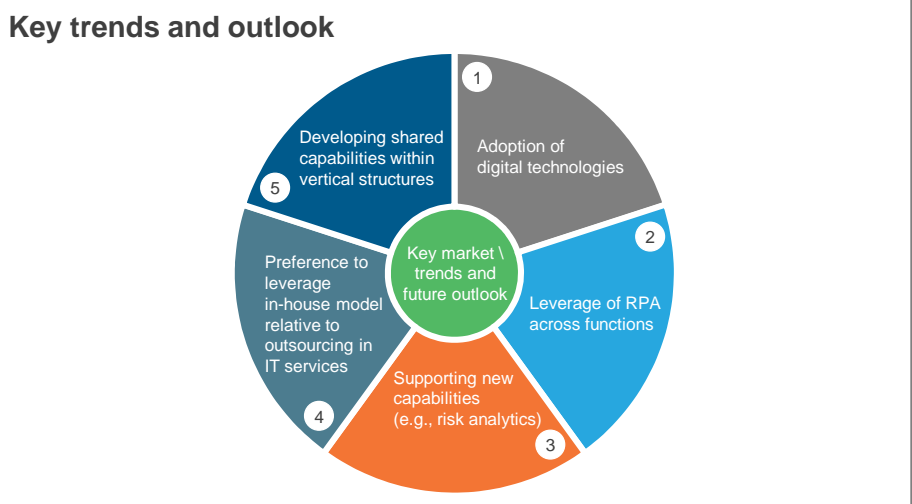 Key trends and outlook
1
Adoption of
digital technologies
2
Leverage of RPA
across functions
3
Supporting new
capabilities
(e.g., risk analytics)
4
Preference to
leverage
in-house model
relative to
outsourcing in
IT services
5
Developing shared
capabilities within
vertical structures
Key market \
trends and
future outlook